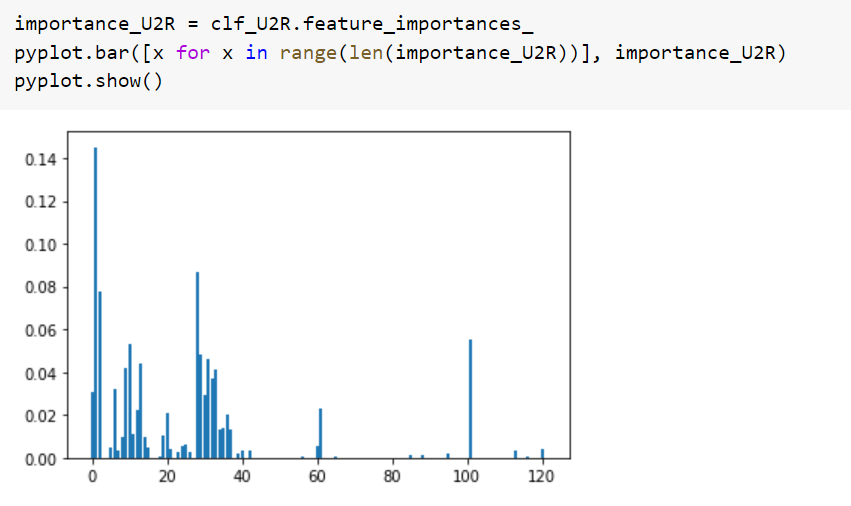 importance_U2R = clf_U2R.feature_importances_
pyplot.bar([x for x in range(len(importance_U2R))], importance_U2R)
pyplot.show()
0.14
0.12
0.10
0.08
0.06
0.04
0.02
0.00
0 20 40 60 80 100 120